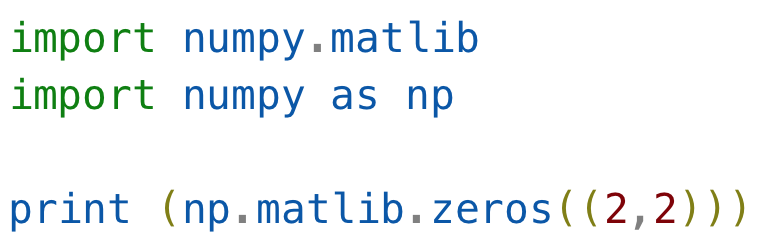 import numpy.matlib
import numpy as np
print (np.matlib.zeros((2,2)))